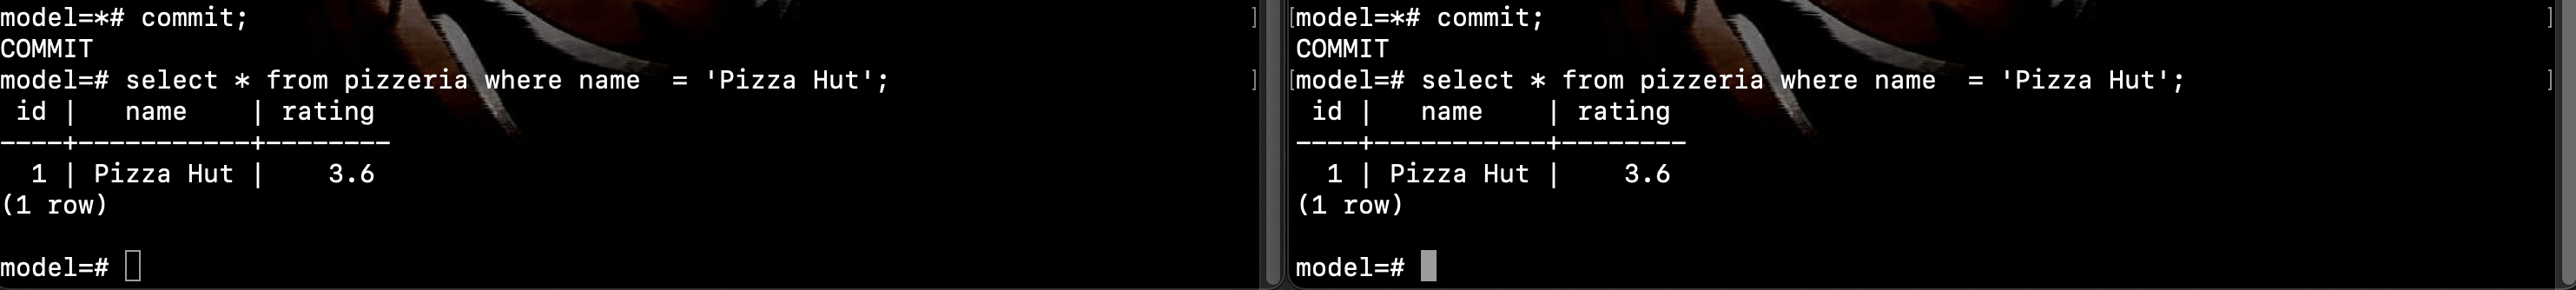 model=*# commit;
COMMIT
model=# select * from pizzeria where name  = 'Pizza Hut';
 id |   name    | rating
----+-----------+--------
  1 | Pizza Hut |    3.6
(1 row)
model=#
[model=*# commit;
COMMIT
[model=# select * from pizzeria where name  = 'Pizza Hut';
 id |   name    | rating
----+-----------+--------
  1 | Pizza Hut |    3.6
(1 row)
model=#